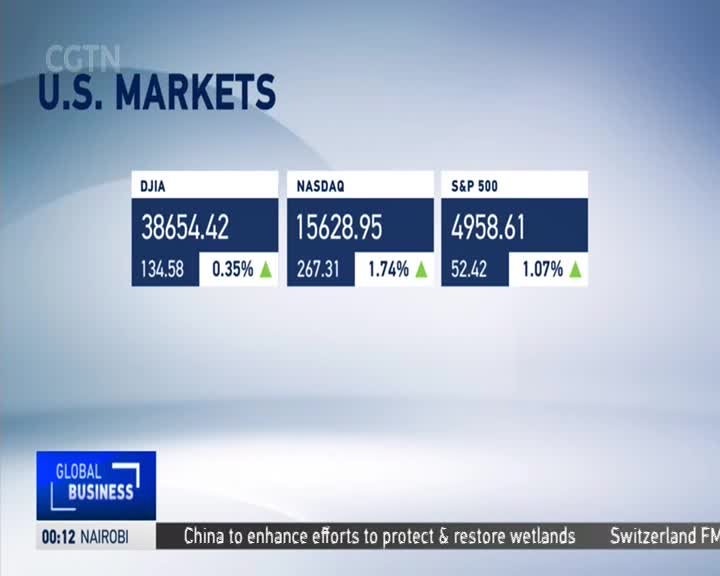 CGTN
U.S. MARKETS
DJIA
38654.42
134.58 0.35%
NASDAQ
15628.95
267.31 1.74%
S&P 500
4958.61
52.42 1.07%
GLOBAL
BUSINESS
00:12 NAIROBI
China to enhance efforts to protect & restore wetlands Switzerland FM